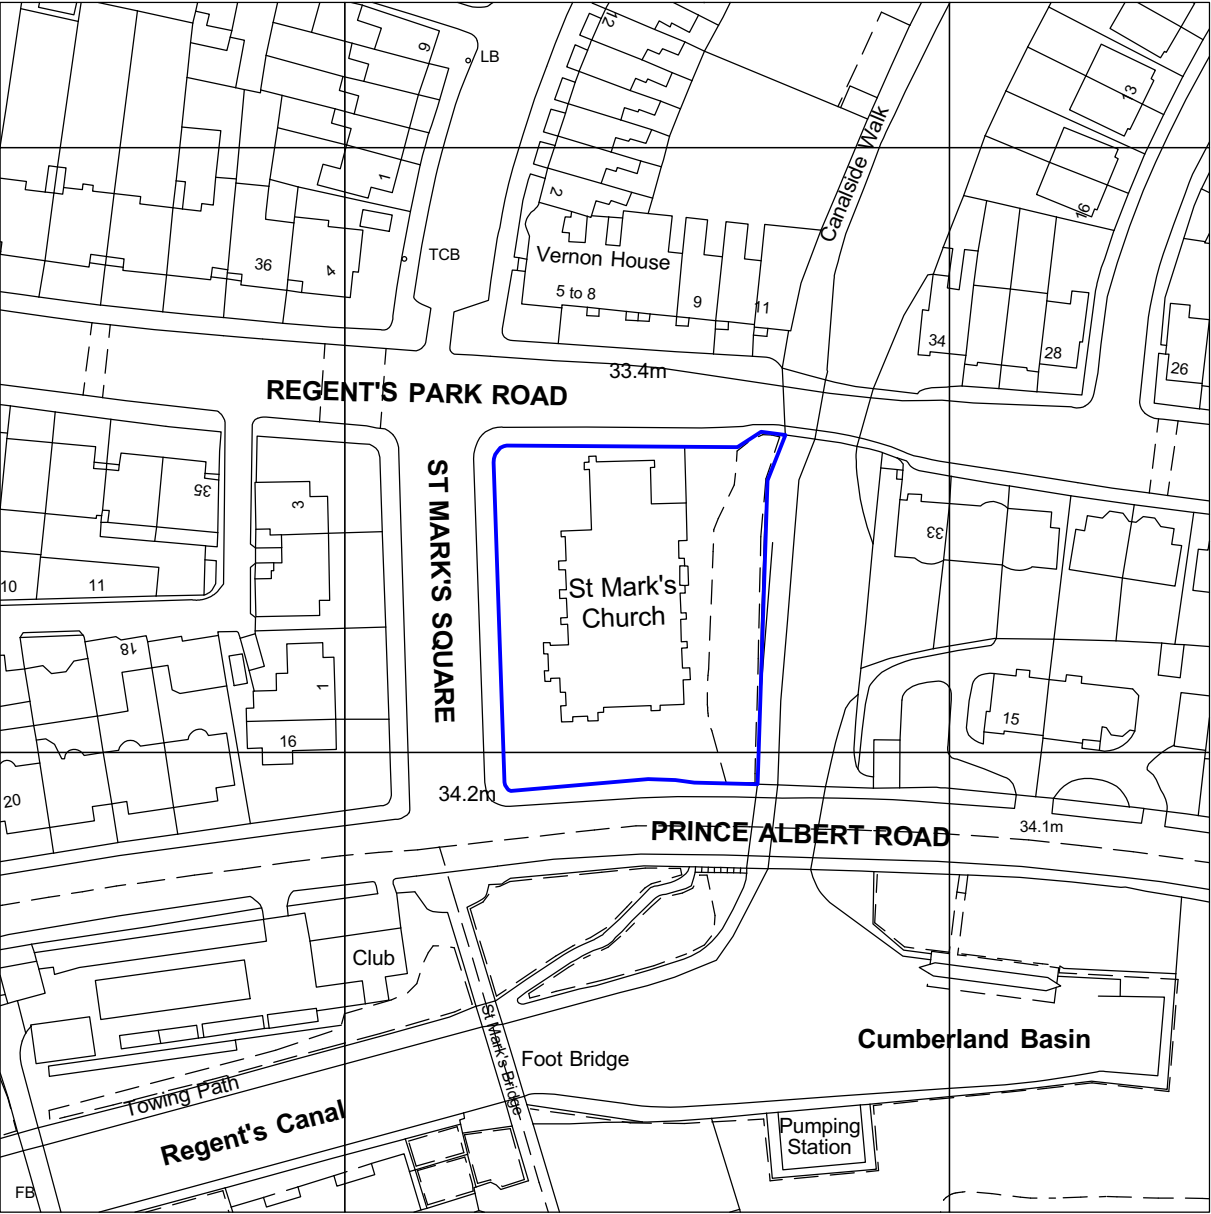 12
6
LB
13
Canalside Walk
1
2
16
TCB
Vernon House
36
4
5 to 8
9
11
34
28
26
33.4m
REGENT'S PARK ROAD
ST MARK'S SQUARE
35
3
33
10
11
St Mark's
Church
18
1
15
16
20
34.2m
PRINCE ALBERT ROAD
34.1m
Club
St Mark's Bridge
Foot Bridge
Cumberland Basin
Towing Path
Regent's Canal
Pumping
Station
FB